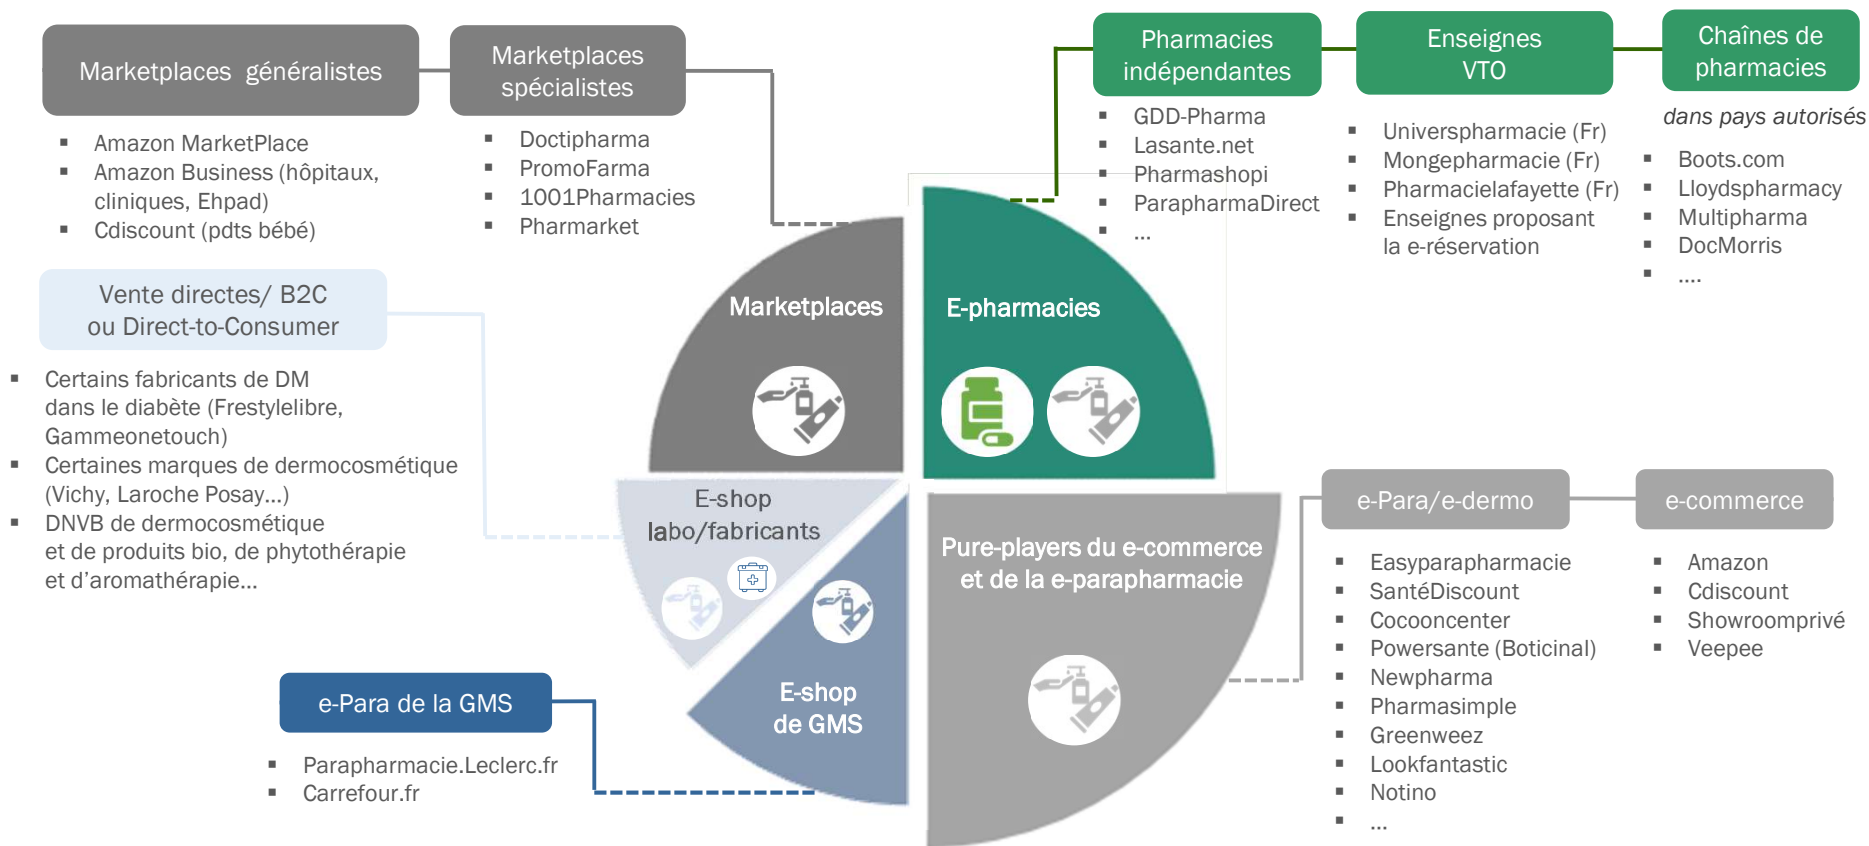 Marketplaces généralistes
▪ Amazon MarketPlace
▪ Amazon Business (hôpitaux,
cliniques, Ehpad)
▪ Cdiscount (pdts bébé)
Marketplaces
spécialistes
▪ Doctipharma
▪ PromoFarma
▪ 1001Pharmacies
▪ Pharmarket
Pharmacies
indépendantes
▪ GDD-Pharma
▪ Lasante.net
▪ Pharmashopi
▪ ParapharmaDirect
▪ ...
Enseignes
VTO
▪ Universpharmacie (Fr)
▪ Mongepharmacie (Fr)
▪ Pharmacielafayette (Fr)
▪ Enseignes proposant
la e-réservation
Chaînes de
pharmacies
dans pays autorisés
▪ Boots.com
▪ Lloydspharmacy
▪ Multipharma
▪ DocMorris
▪ ....
Vente directes/ B2C
ou Direct-to-Consumer
▪ Certains fabricants de DM
dans le diabète (Frestylelibre,
Gammeonetouch)
▪ Certaines marques de dermocosmétique
(Vichy, Laroche Posay...)
▪ DNVB de dermocosmétique
et de produits bio, de phytothérapie
et d'aromathérapie...
Marketplaces
E-pharmacies
E-shop
labo/fabricants
E-shop
de GMS
Pure-players du e-commerce
et de la e-parapharmacie
e-Para de la GMS
▪ Parapharmacie.Leclerc.fr
▪ Carrefour.fr
e-Para/e-dermo
▪ Easyparapharmacie
▪ SantéDiscount
▪ Cocooncenter
▪ Powersante (Boticinal)
▪ Newpharma
▪ Pharmasimple
▪ Greenweez
▪ Lookfantastic
▪ Notino
▪ ...
e-commerce
▪ Amazon
▪ Cdiscount
▪ Showroomprivé
▪ Veepee